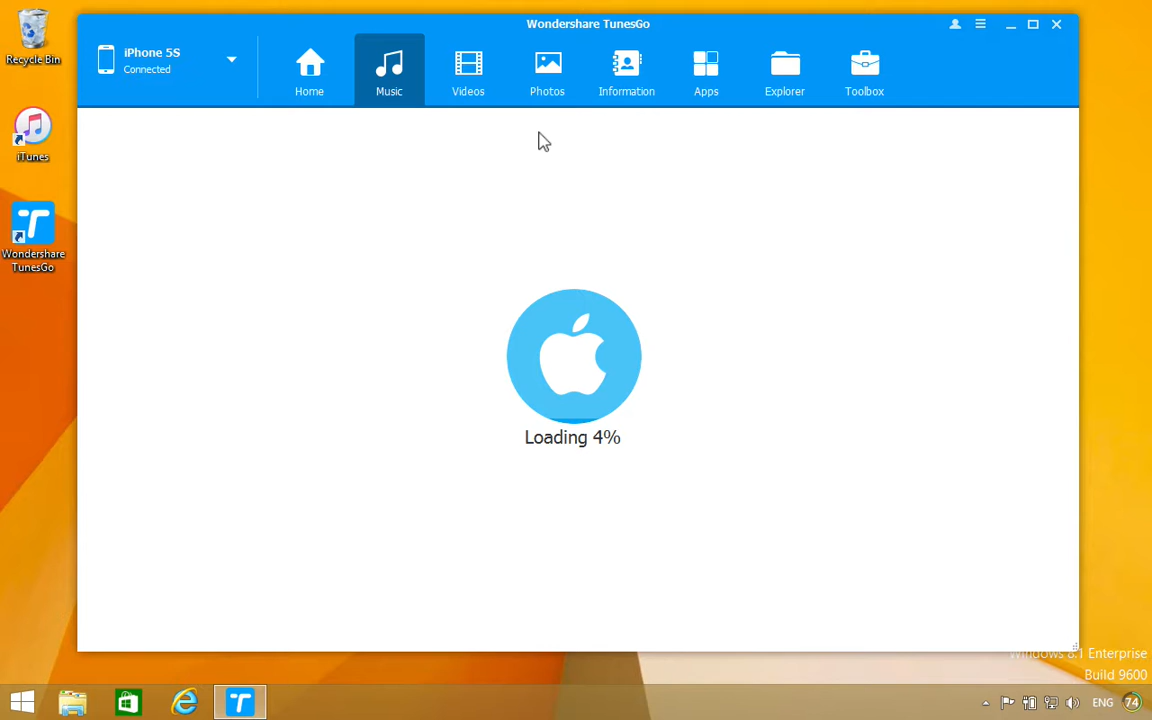 Recycle Bin
iTunes
Wondershare
TunesGo
Wondershare TunesGo
iPhone 5S
Connected
Home
Music
Videos
Photos
Information
Apps
Explorer
Toolbox
Loading 4%
Windows 8.1 Enterprise
Build 9600
ENG
74